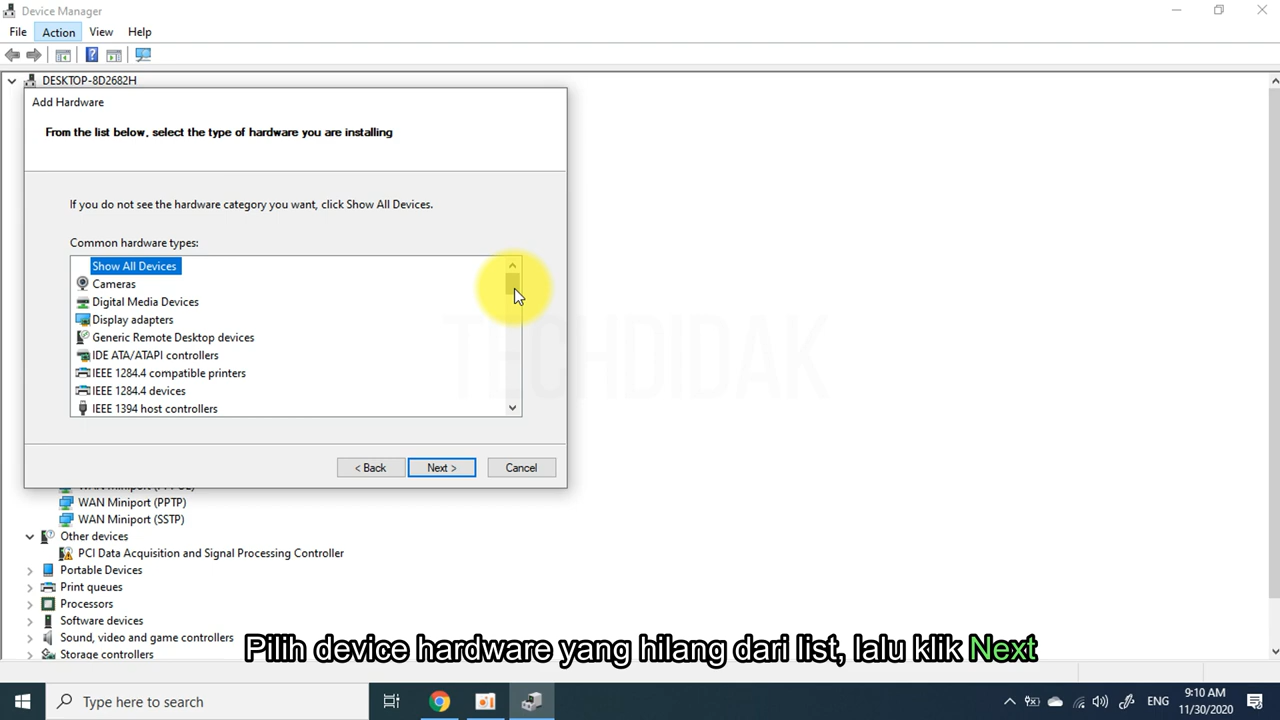 Device Manager
File Action View Help
DESKTOP-8D2682H
Add Hardware
From the list below, select the type of hardware you are installing
If you do not see the hardware category you want, click Show All Devices.
Common hardware types:
Show All Devices
Cameras
Digital Media Devices
Display adapters
Generic Remote Desktop devices
IDE ATA/ATAPI controllers
IEEE 1284.4 compatible printers
IEEE 1284.4 devices
IEEE 1394 host controllers
TECHDIDAK
< Back Next > Cancel
WAN Miniport (PPPOE)
WAN Miniport (PPTP)
WAN Miniport (SSTP)
Other devices
PCI Data Acquisition and Signal Processing Controller
Portable Devices
Print queues
Processors
Software devices
Sound, video and game controllers
Storage controllers
Pilih device hardware yang hilang dari list, lalu klik Next
Type here to search
ENG
9:10 AM
11/30/2020